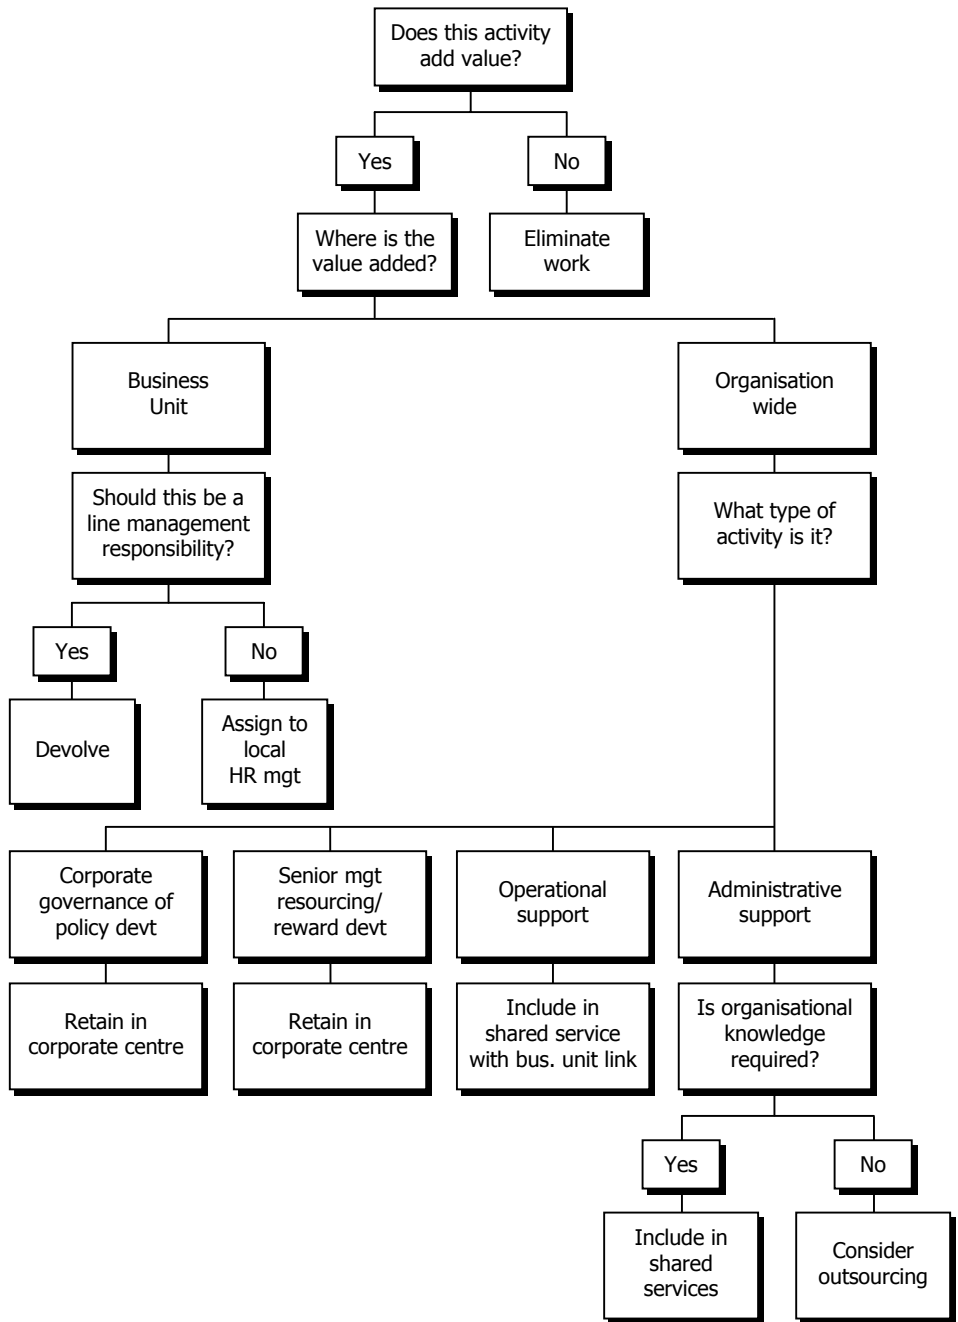 Does this activity
add value?
Yes
No
Where is the
value added?
Eliminate
work
Business
Unit
Organisation
wide
Should this be a
line management
responsibility?
What type of
activity is it?
Yes
No
Devolve
Assign to
local
HR mgt
Corporate
governance of
policy devt
Senior mgt
resourcing/
reward devt
Operational
support
Administrative
support
Retain in
corporate centre
Retain in
corporate centre
Include in
shared service
with bus. unit link
Is organisational
knowledge
required?
Yes
No
Include in
shared
services
Consider
outsourcing